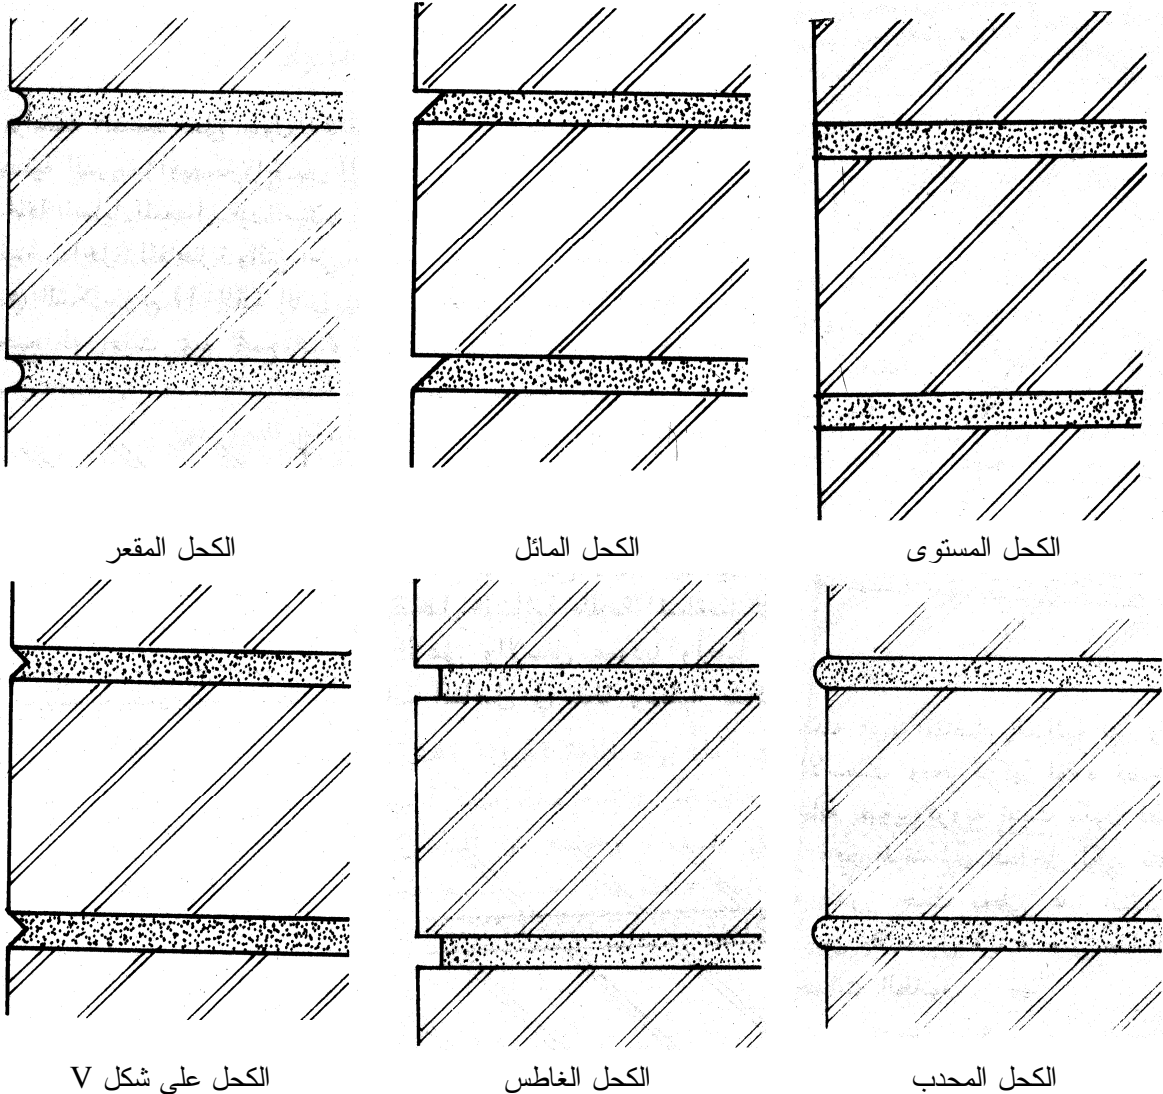 الكحل المستوى
الكحل المائل
الكحل المقعر
الكحل المحدب
الكحل الغاطس
الكحل على شكل V